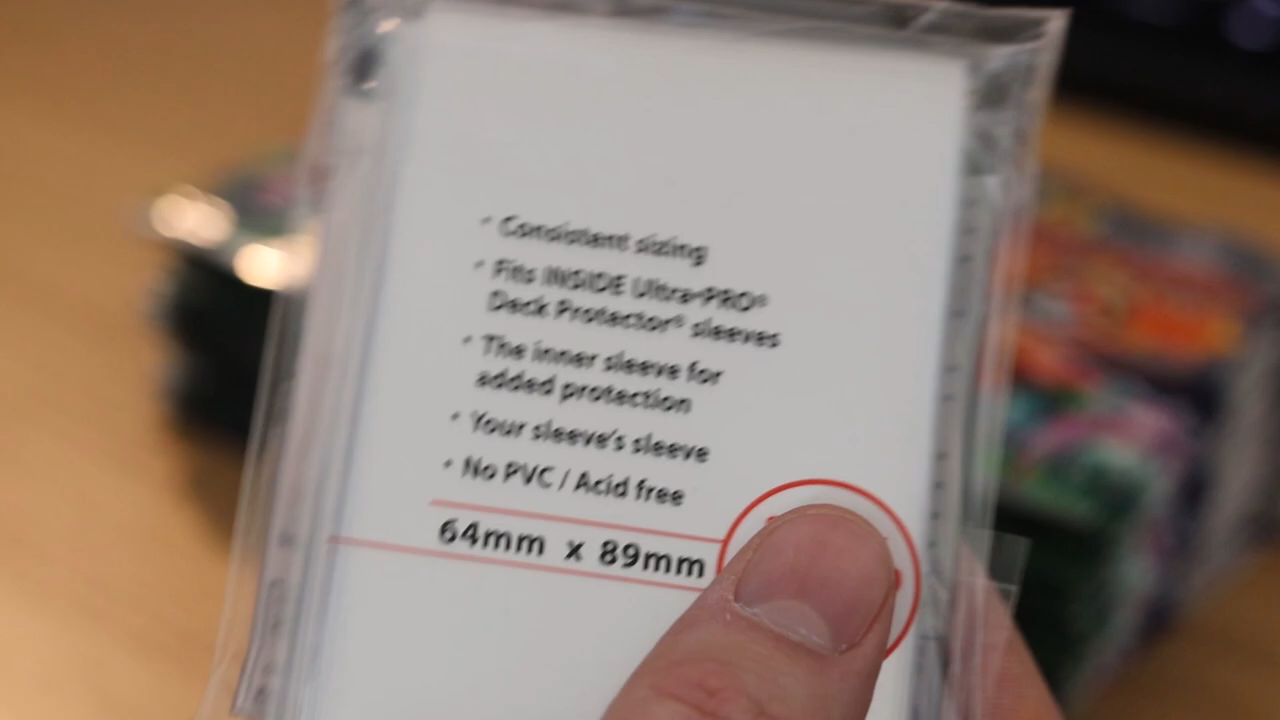 • Consistent sizing
• Fits INSIDE Ultra•PRO®
Deck Protector® sleeves
• The inner sleeve for
added protection
• Your sleeve's sleeve
• No PVC / Acid free
64mm x 89mm